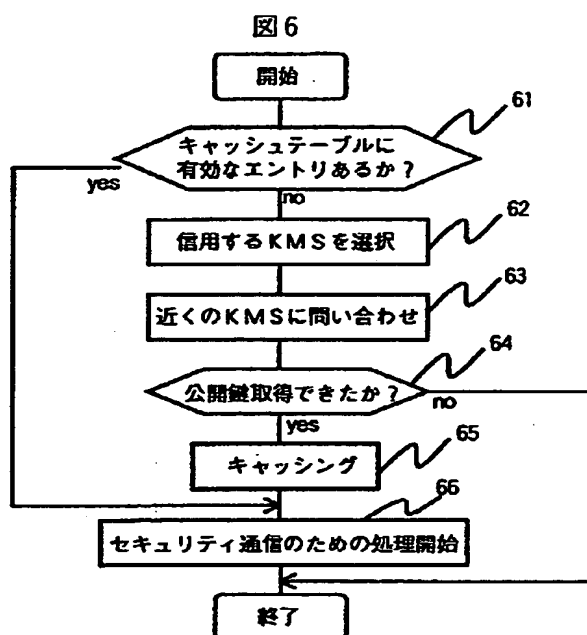 図6
開始
61
キャッシュテーブルに
有効なエントリあるか?
yes
no
62
信用するKMSを選択
63
近くのKMSに問い合わせ
64
公開鍵取得できたか?
no
yes
65
キャッシング
66
セキュリティ通信のための処理開始
終了